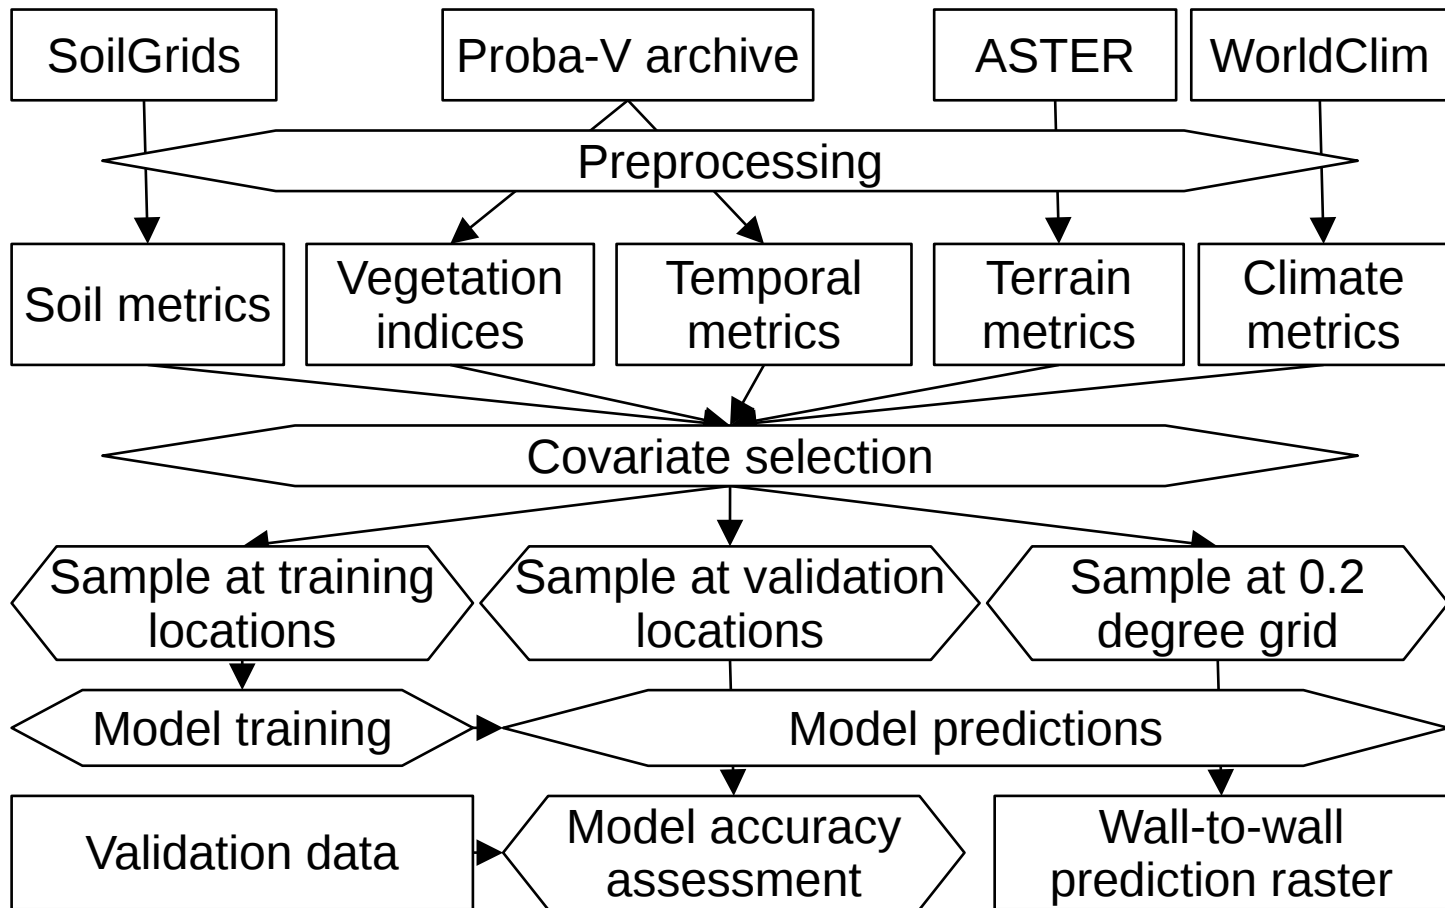 SoilGrids
Proba-V archive
ASTER
WorldClim
Preprocessing
Soil metrics
Vegetation
indices
Temporal
metrics
Terrain
metrics
Climate
metrics
Covariate selection
Sample at training
locations
Sample at validation
locations
Sample at 0.2
degree grid
Model training
Model predictions
Validation data
Model accuracy
assessment
Wall-to-wall
prediction raster